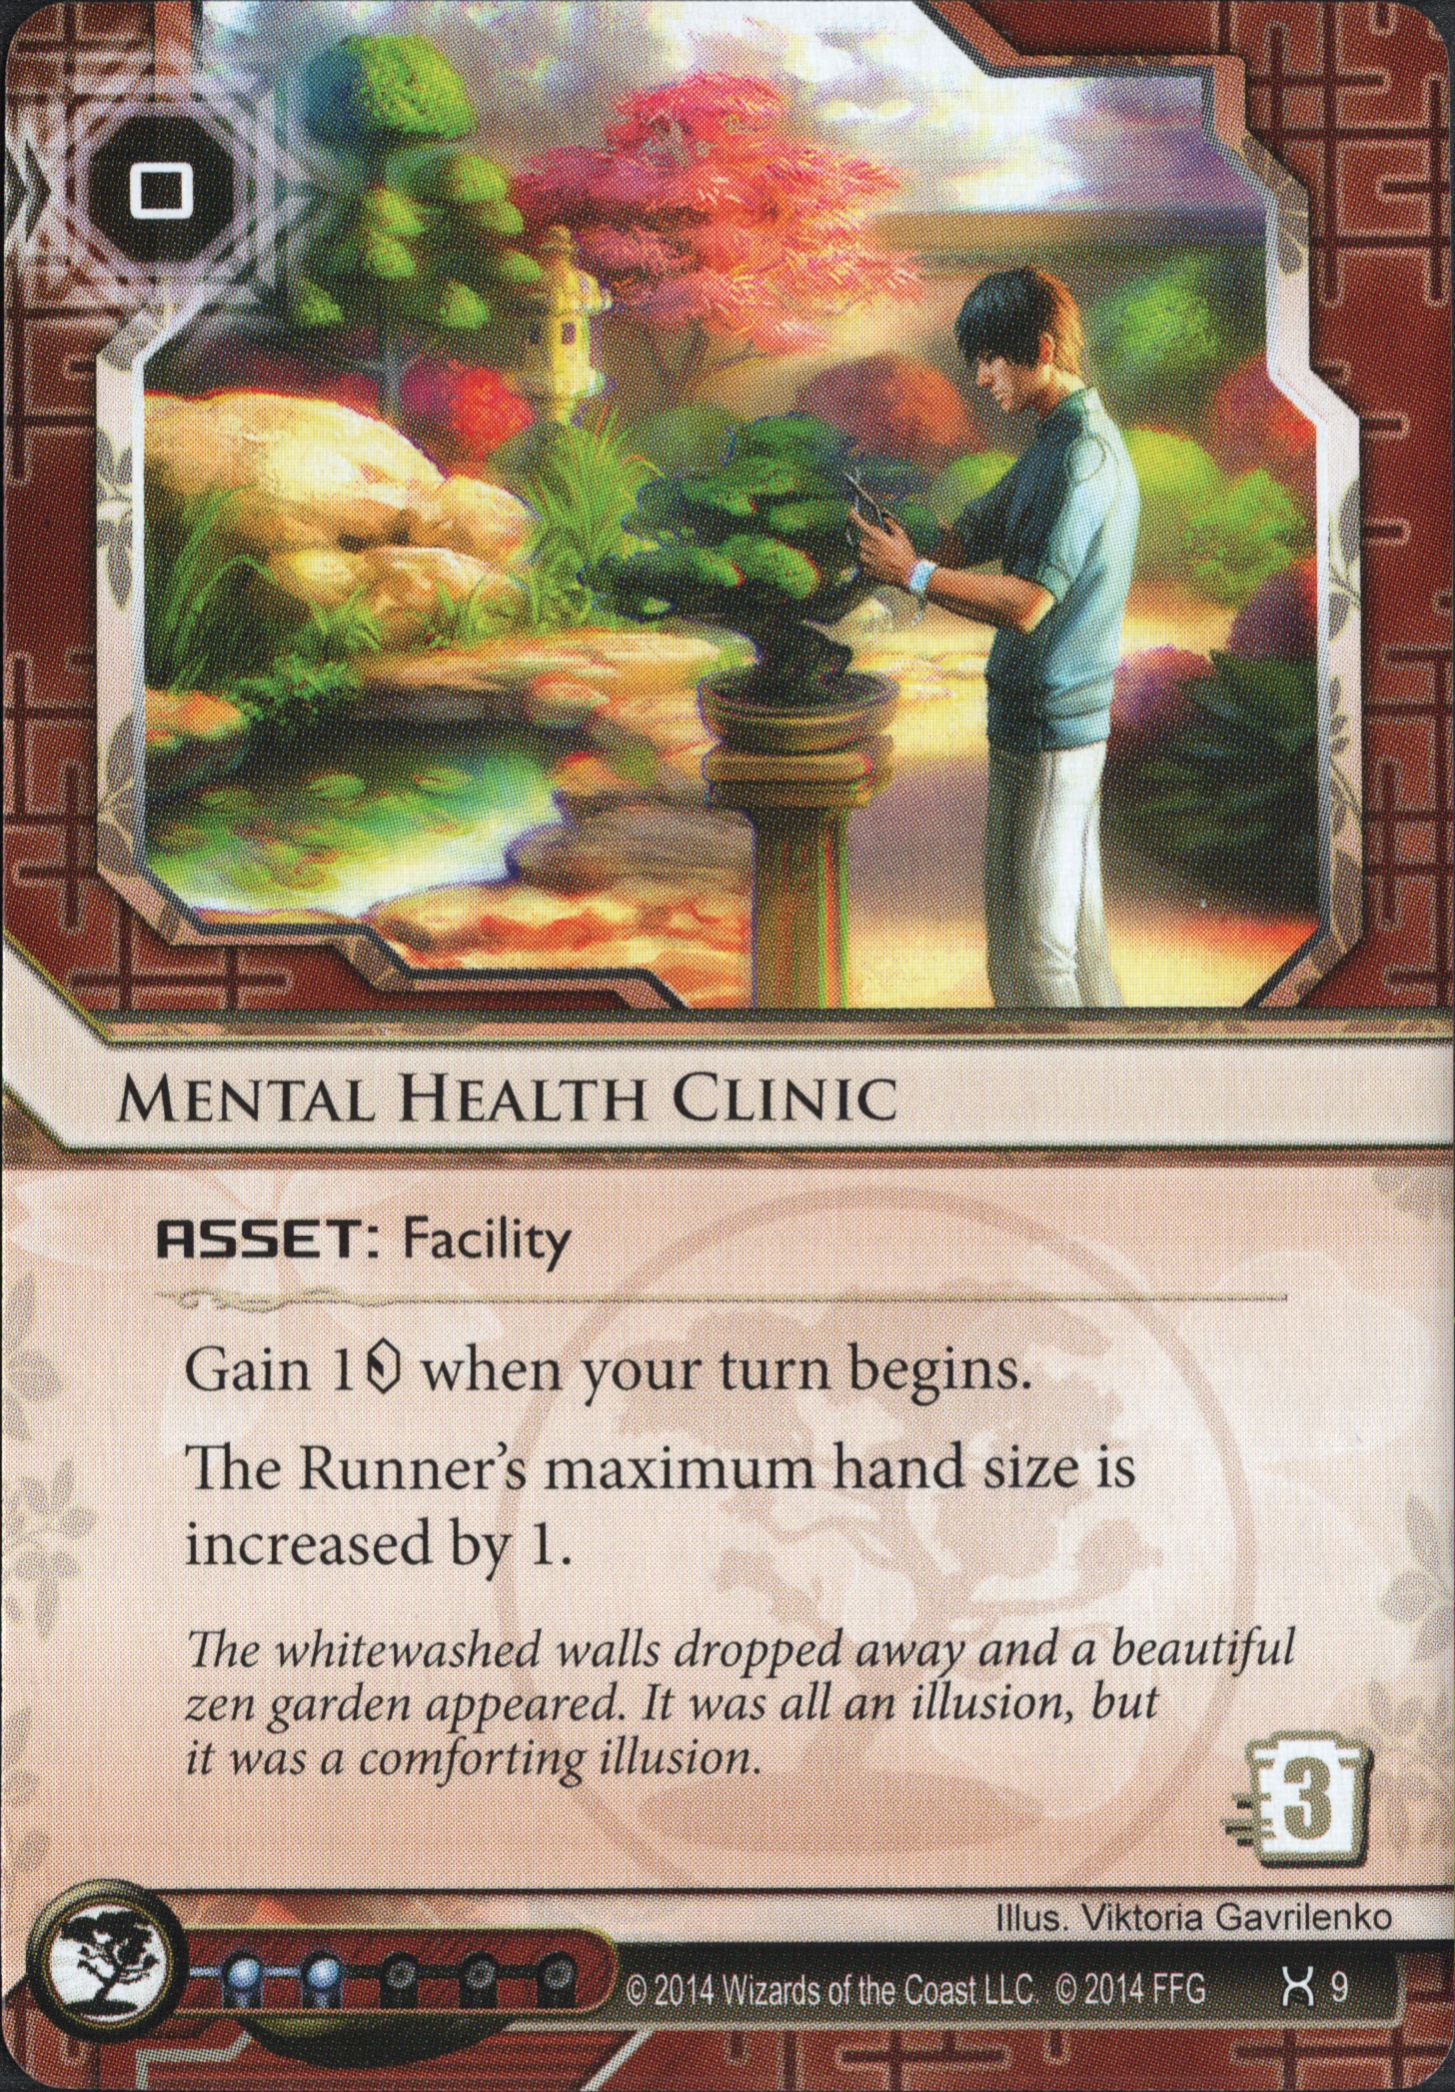 MENTAL HEALTH CLINIC
ASSET: Facility
Gain 1 when your turn begins.
The Runner’s maximum hand size is
increased by 1.
The whitewashed walls dropped away and a beautiful
zen garden appeared. It was all an illusion, but
it was a comforting illusion.
3
Illus. Viktoria Gavrilenko
© 2014 Wizards of the Coast LLC. © 2014 FFG 9